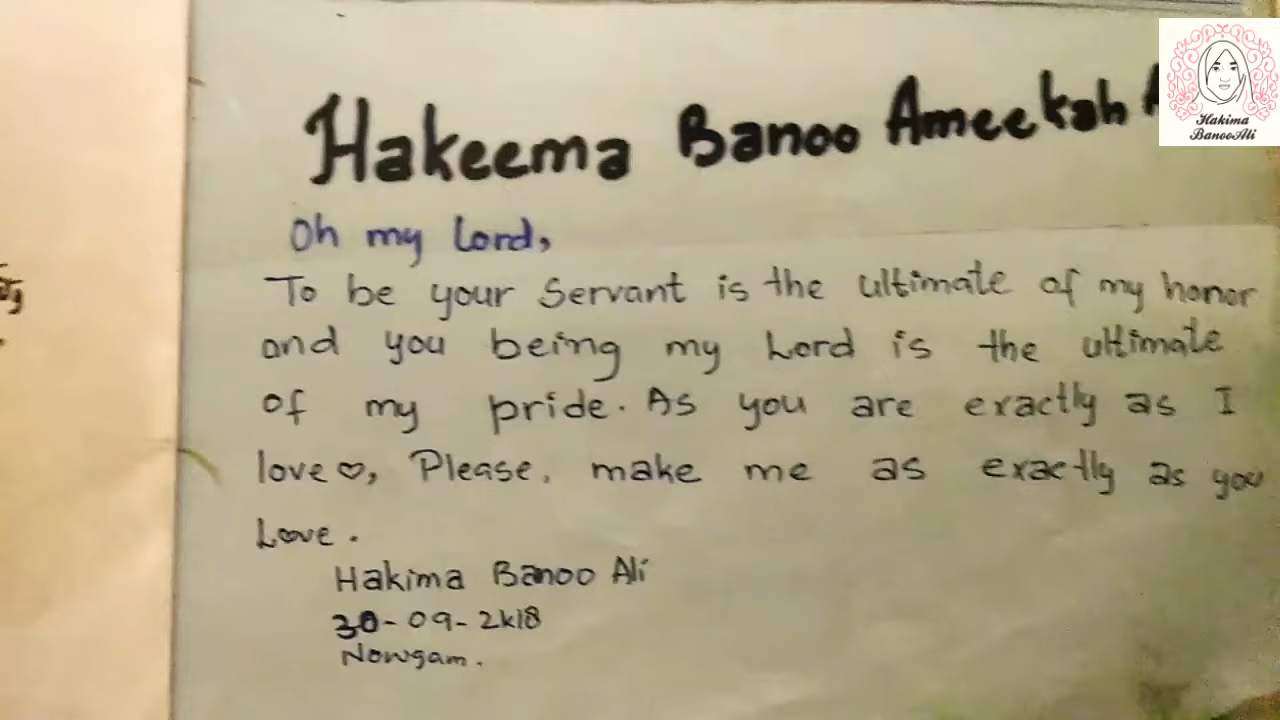 Hakeema Banoo Ameekah
Oh my Lord,
To be your Servant is the ultimate of my honor
and you being my Lord is the ultimate
of my pride. As you are exactly as I
love♡, Please, make me as exactly as you
Love.
Hakima Banoo Ali
30-09-2k18
Nowgam.
Hakima
BanooAli